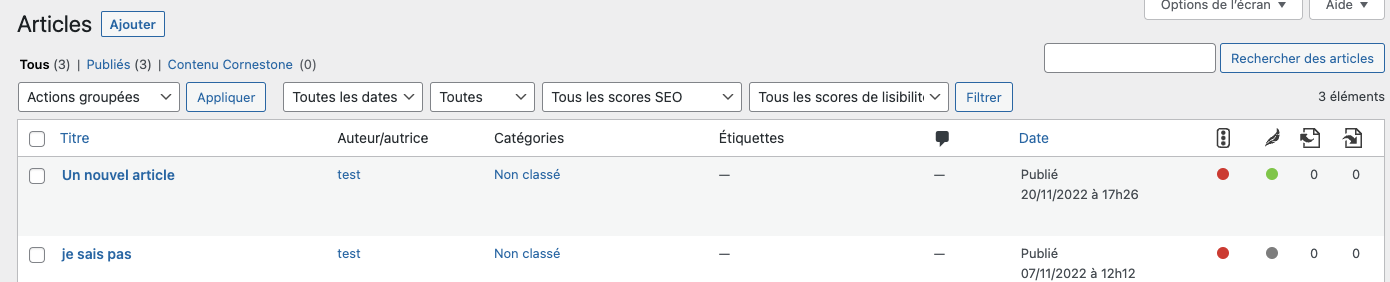 Options de l'écran ▼ Aide ▼
Articles Ajouter
Tous (3) | Publiés (3) | Contenu Cornestone (0)
Rechercher des articles
Actions groupées Appliquer Toutes les dates Toutes Tous les scores SEO Tous les scores de lisibilit Filtrer 3 éléments
Titre Auteur/autrice Catégories Étiquettes Date
Un nouvel article test Non classé — — Publié 0 0
20/11/2022 à 17h26
je sais pas test Non classé — — Publié 0 0
07/11/2022 à 12h12